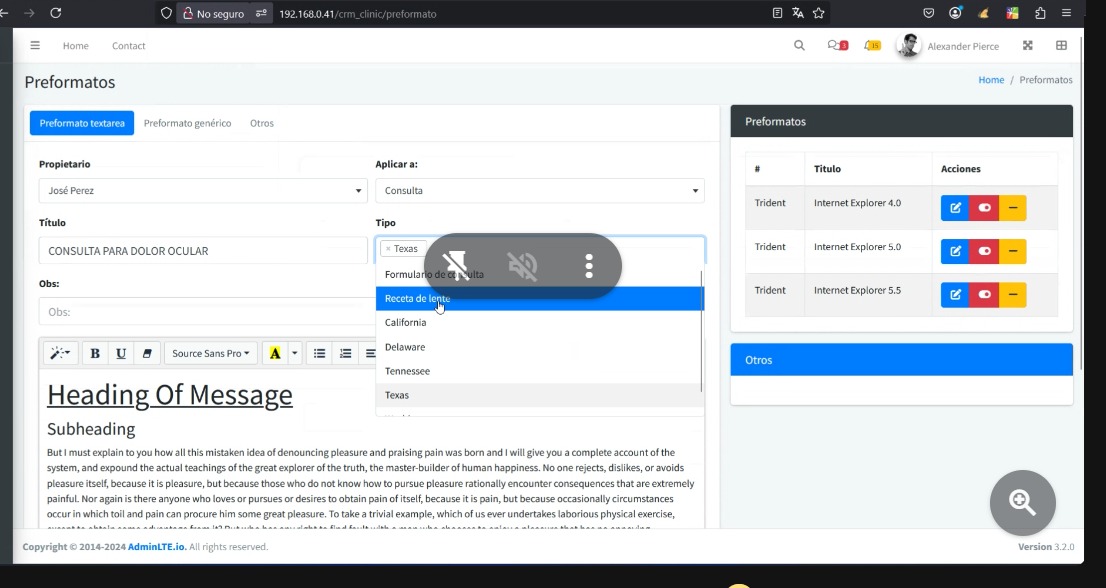 No seguro
192.168.0.41/crm_clinic/preformato
Home Contact
3
15
Alexander Pierce
Preformatos
Home / Preformatos
Preformato textarea Preformato genérico Otros
Propietario
Aplicar a:
José Perez
Consulta
Título
Tipo
CONSULTA PARA DOLOR OCULAR
× Texas
Formulario de consulta
Receta de lente
California
Delaware
Tennessee
Texas
Obs:
Obs:
B U Source Sans Pro A
Heading Of Message
Subheading
But I must explain to you how all this mistaken idea of denouncing pleasure and praising pain was born and I will give you a complete account of the
system, and expound the actual teachings of the great explorer of the truth, the master-builder of human happiness. No one rejects, dislikes, or avoids
pleasure itself, because it is pleasure, but because those who do not know how to pursue pleasure rationally encounter consequences that are extremely
painful. Nor again is there anyone who loves or pursues or desires to obtain pain of itself, because it is pain, but because occasionally circumstances
occur in which toil and pain can procure him some great pleasure. To take a trivial example, which of us ever undertakes laborious physical exercise,
Preformatos
# Titulo Acciones
Trident Internet Explorer 4.0
Trident Internet Explorer 5.0
Trident Internet Explorer 5.5
Otros
Copyright © 2014-2024 AdminLTE.io. All rights reserved.
Version 3.2.0